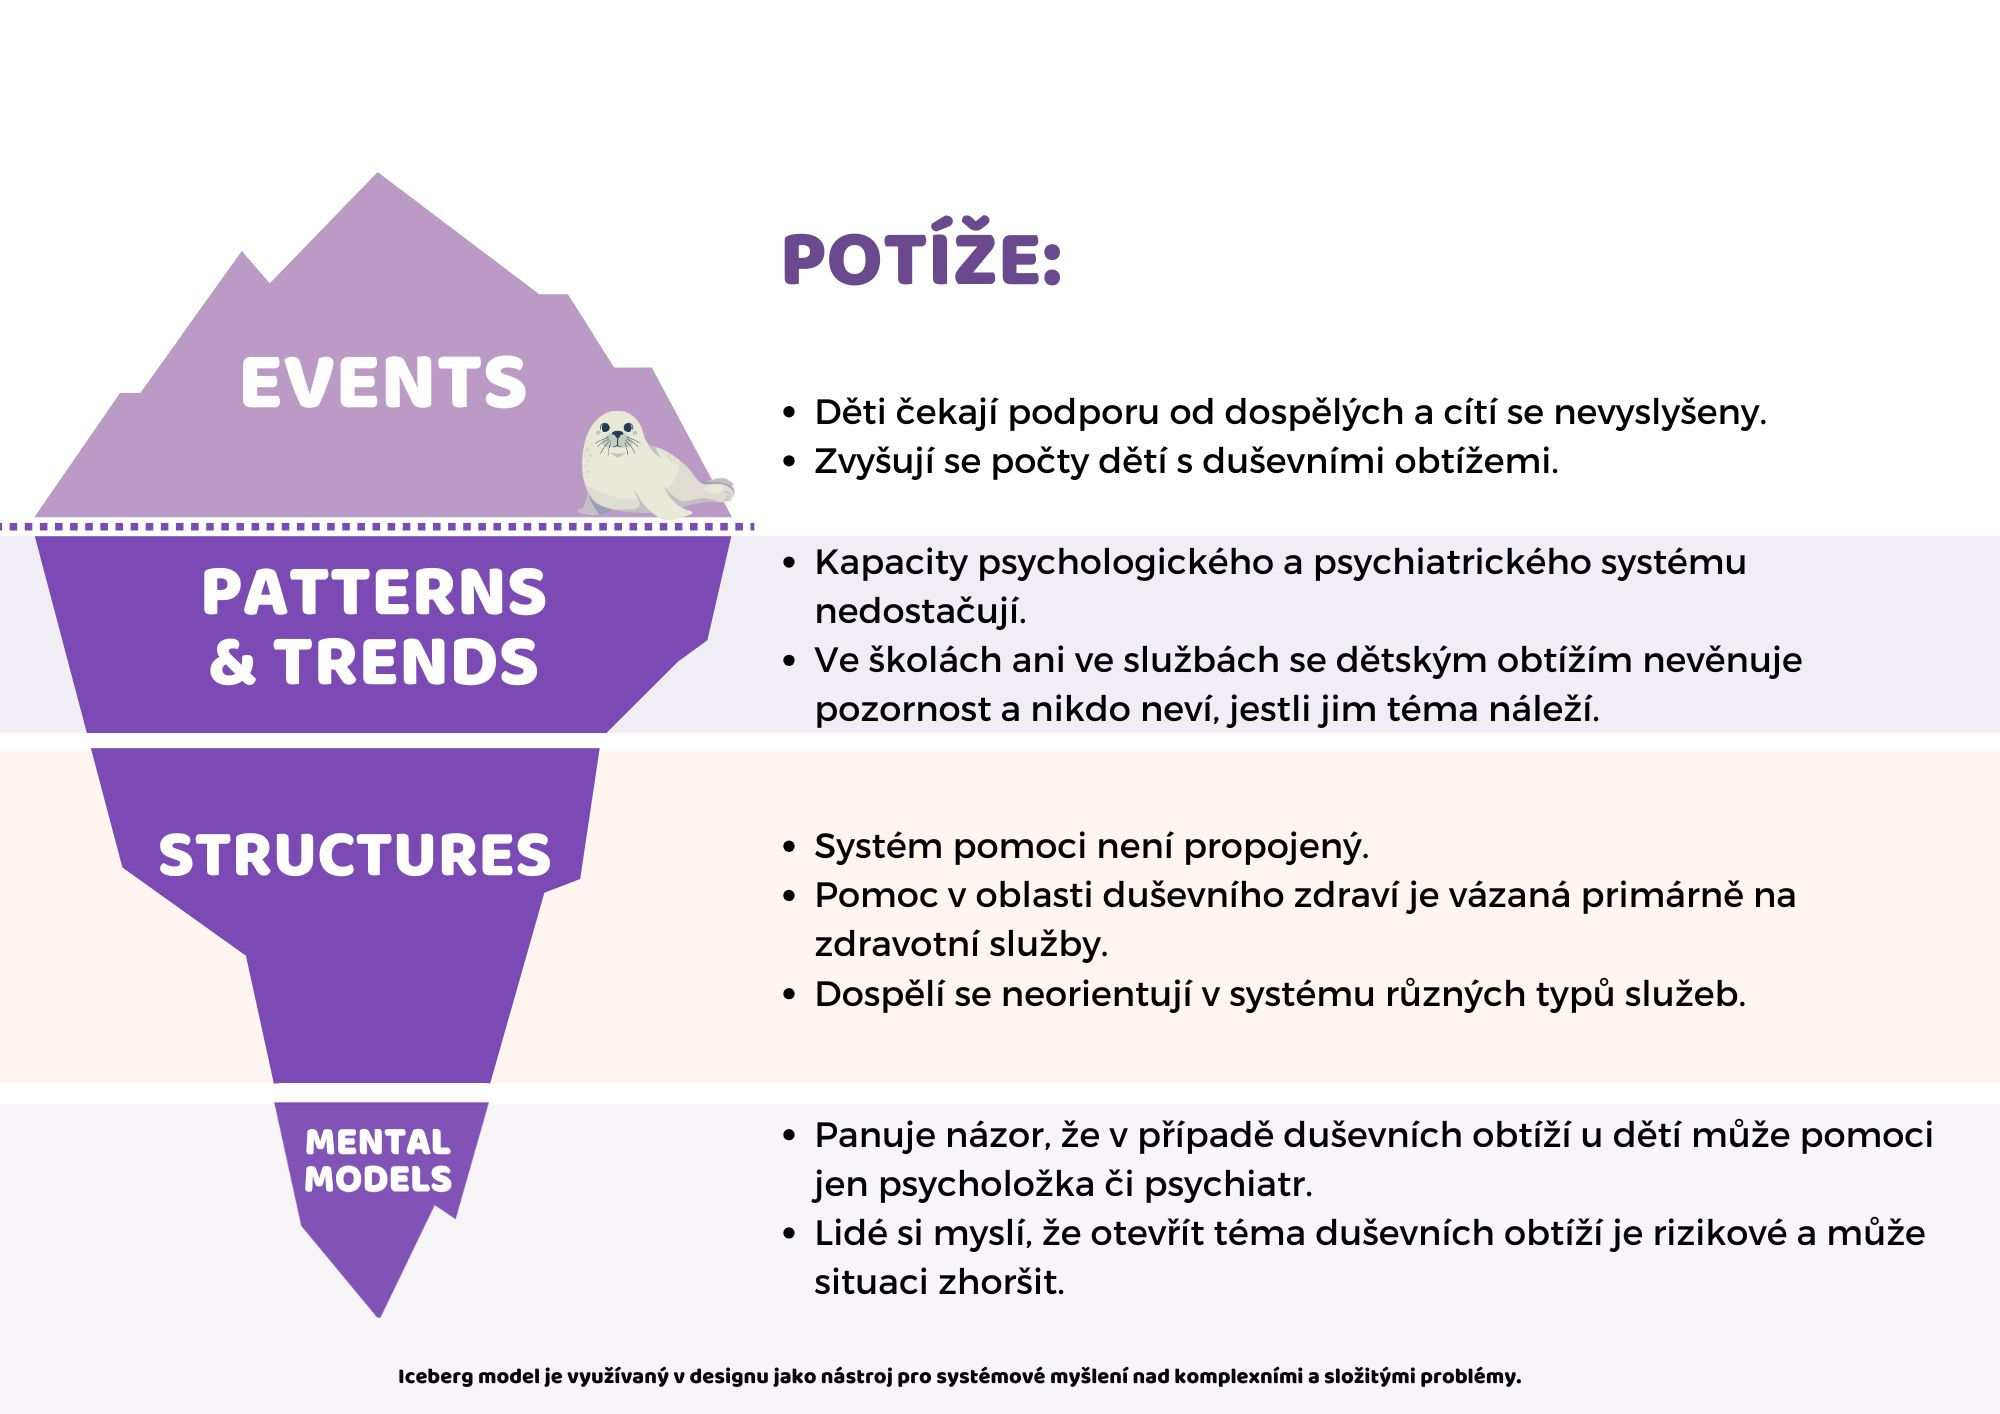 POTÍŽE:
EVENTS
• Děti čekají podporu od dospělých a cítí se nevyslyšeny.
• Zvyšují se počty dětí s duševními obtížemi.
PATTERNS
& TRENDS
• Kapacity psychologického a psychiatrického systému
nedostačují.
• Ve školách ani ve službách se dětským obtížím nevěnuje
pozornost a nikdo neví, jestli jim téma náleží.
STRUCTURES
• Systém pomoci není propojený.
• Pomoc v oblasti duševního zdraví je vázaná primárně na
zdravotní služby.
• Dospělí se neorientují v systému různých typů služeb.
MENTAL
MODELS
• Panuje názor, že v případě duševních obtíží u dětí může pomoci
jen psycholožka či psychiatr.
• Lidé si myslí, že otevřít téma duševních obtíží je rizikové a může
situaci zhoršit.
Iceberg model je využívaný v designu jako nástroj pro systémové myšlení nad komplexními a složitými problémy.